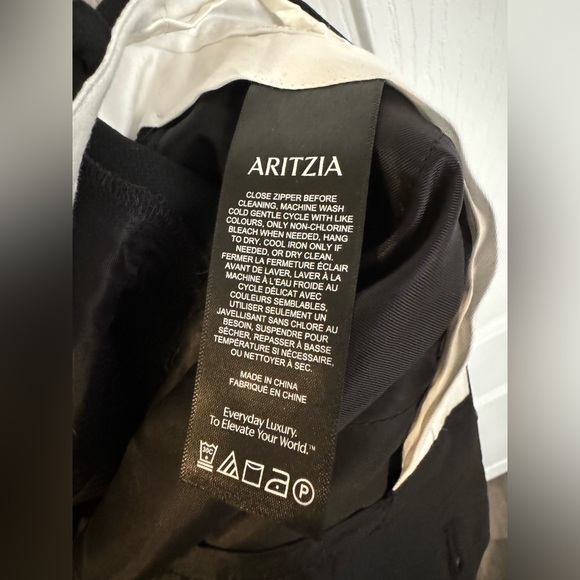 ARITZIA
CLOSE ZIPPER BEFORE
CLEANING, MACHINE WASH
COLD GENTLE CYCLE WITH LIKE
COLOURS, ONLY NON-CHLORINE
BLEACH WHEN NEEDED, HANG
TO DRY, COOL IRON ONLY IF
NEEDED, OR DRY CLEAN.
FERMER LA FERMETURE ÉCLAIR
AVANT DE LAVER, LAVER À LA
MACHINE À L'EAU FROIDE AU
CYCLE DÉLICAT AVEC
COULEURS SEMBLABLES,
UTILISER SEULEMENT UN
JAVELLISANT SANS CHLORE AU
BESOIN, SUSPENDRE POUR
SÉCHER, REPASSER À BASSE
TEMPÉRATURE SI NÉCESSAIRE,
OU NETTOYER À SEC.
MADE IN CHINA
FABRIQUÉ EN CHINE
Everyday Luxury.
To Elevate Your World.™
30C P